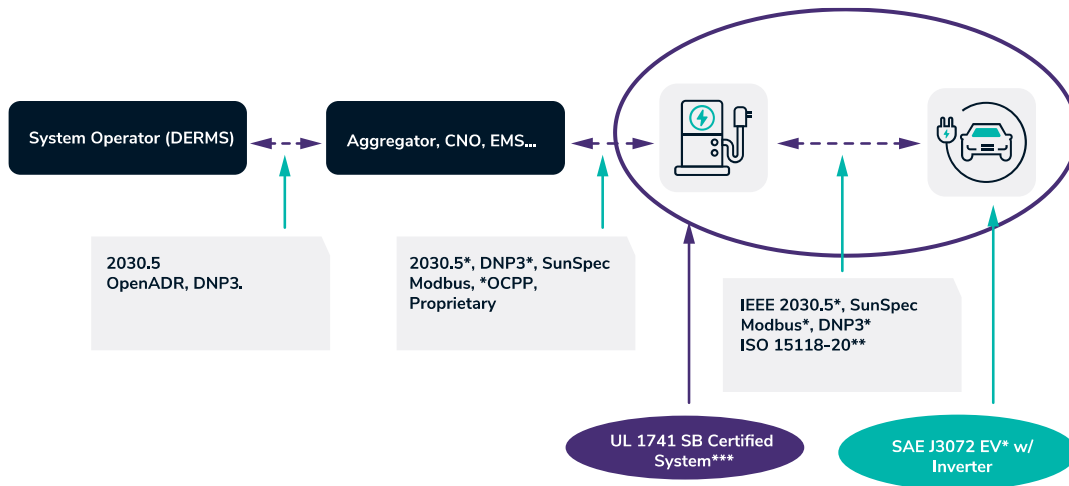 System Operator (DERMS)
Aggregator, CNO, EMS...
2030.5
OpenADR, DNP3.
2030.5*, DNP3*, SunSpec
Modbus, *OCPP,
Proprietary
IEEE 2030.5*, SunSpec
Modbus*, DNP3*
ISO 15118-20**
UL 1741 SB Certified
System***
SAE J3072 EV* w/
Inverter